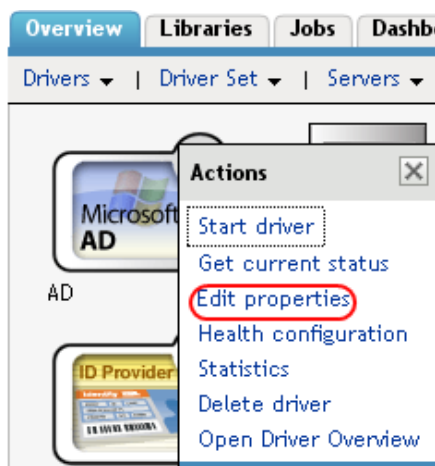 Overview Libraries Jobs Dashb
Drivers | Driver Set | Servers
Microsoft
AD
AD
Actions
Start driver
Get current status
Edit properties
Health configuration
Statistics
Delete driver
Open Driver Overview
ID Provider